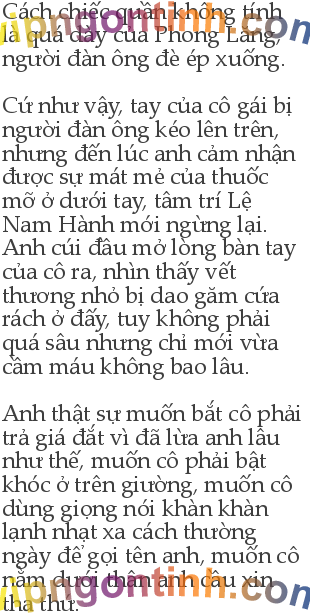 Cách chiếc quần không tính
là quá dày của Phong Lang,
người đàn ông đè ép xuống.
Cứ như vậy, tay của cô gái bị
người đàn ông kéo lên trên,
nhưng đến lúc anh cảm nhận
được sự mát mẻ của thuốc
mỡ ở dưới tay, tâm trí Lệ
Nam Hành mới ngừng lại.
Anh cúi đầu mở lòng bàn tay
của cô ra, nhìn thấy vết
thương nhỏ bị dao găm cứa
rách ở đấy, tuy không phải
quá sâu nhưng chỉ mới vừa
cầm máu không bao lâu.
Anh thật sự muốn bắt cô phải
trả giá đắt vì đã lừa anh lâu
như thế, muốn cô phải bật
khóc ở trên giường, muốn cô
dùng giọng nói khàn khàn
lạnh nhạt xa cách thường
ngày để gọi tên anh, muốn cô
nằm dưới thân anh cầu xin
tha thứ.
vipngontinh.com
vipngontinh.com